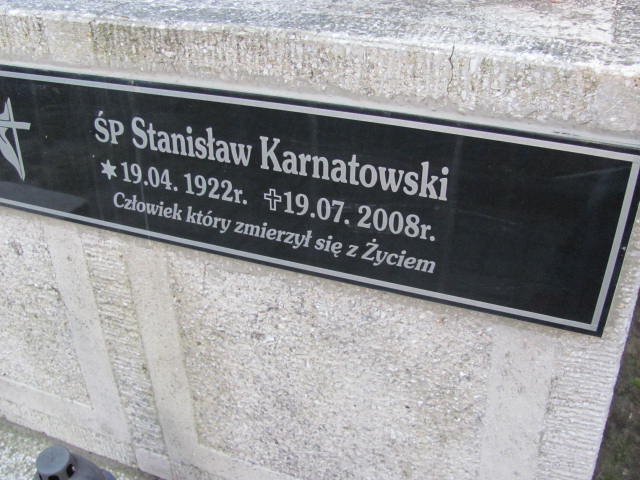 ŚP Stanisław Karnatowski
✶19.04.1922r. ✝19.07.2008r.
Człowiek który zmierzył się z Życiem